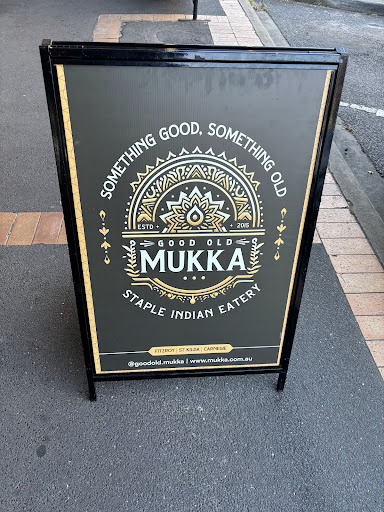 SOMETHING GOOD, SOMETHING OLD
ESTD 2015
GOOD OLD
MUKKA
STAPLE INDIAN EATERY
FITZROY | ST KILDA | CARNEGIE
@goodold.mukka | www.mukka.com.au